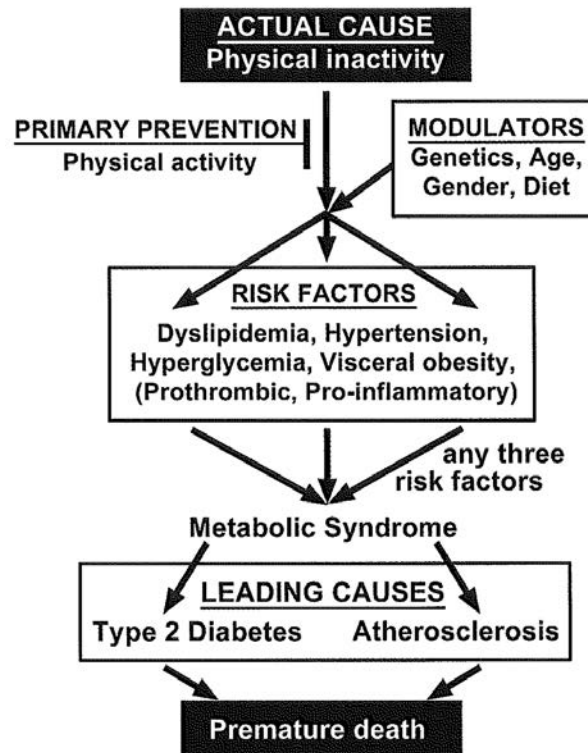 ACTUAL CAUSE
Physical inactivity
PRIMARY PREVENTION
Physical activity
MODULATORS
Genetics, Age,
Gender, Diet
RISK FACTORS
Dyslipidemia, Hypertension,
Hyperglycemia, Visceral obesity,
(Prothrombic, Pro-inflammatory)
any three
risk factors
Metabolic Syndrome
LEADING CAUSES
Type 2 Diabetes Atherosclerosis
Premature death